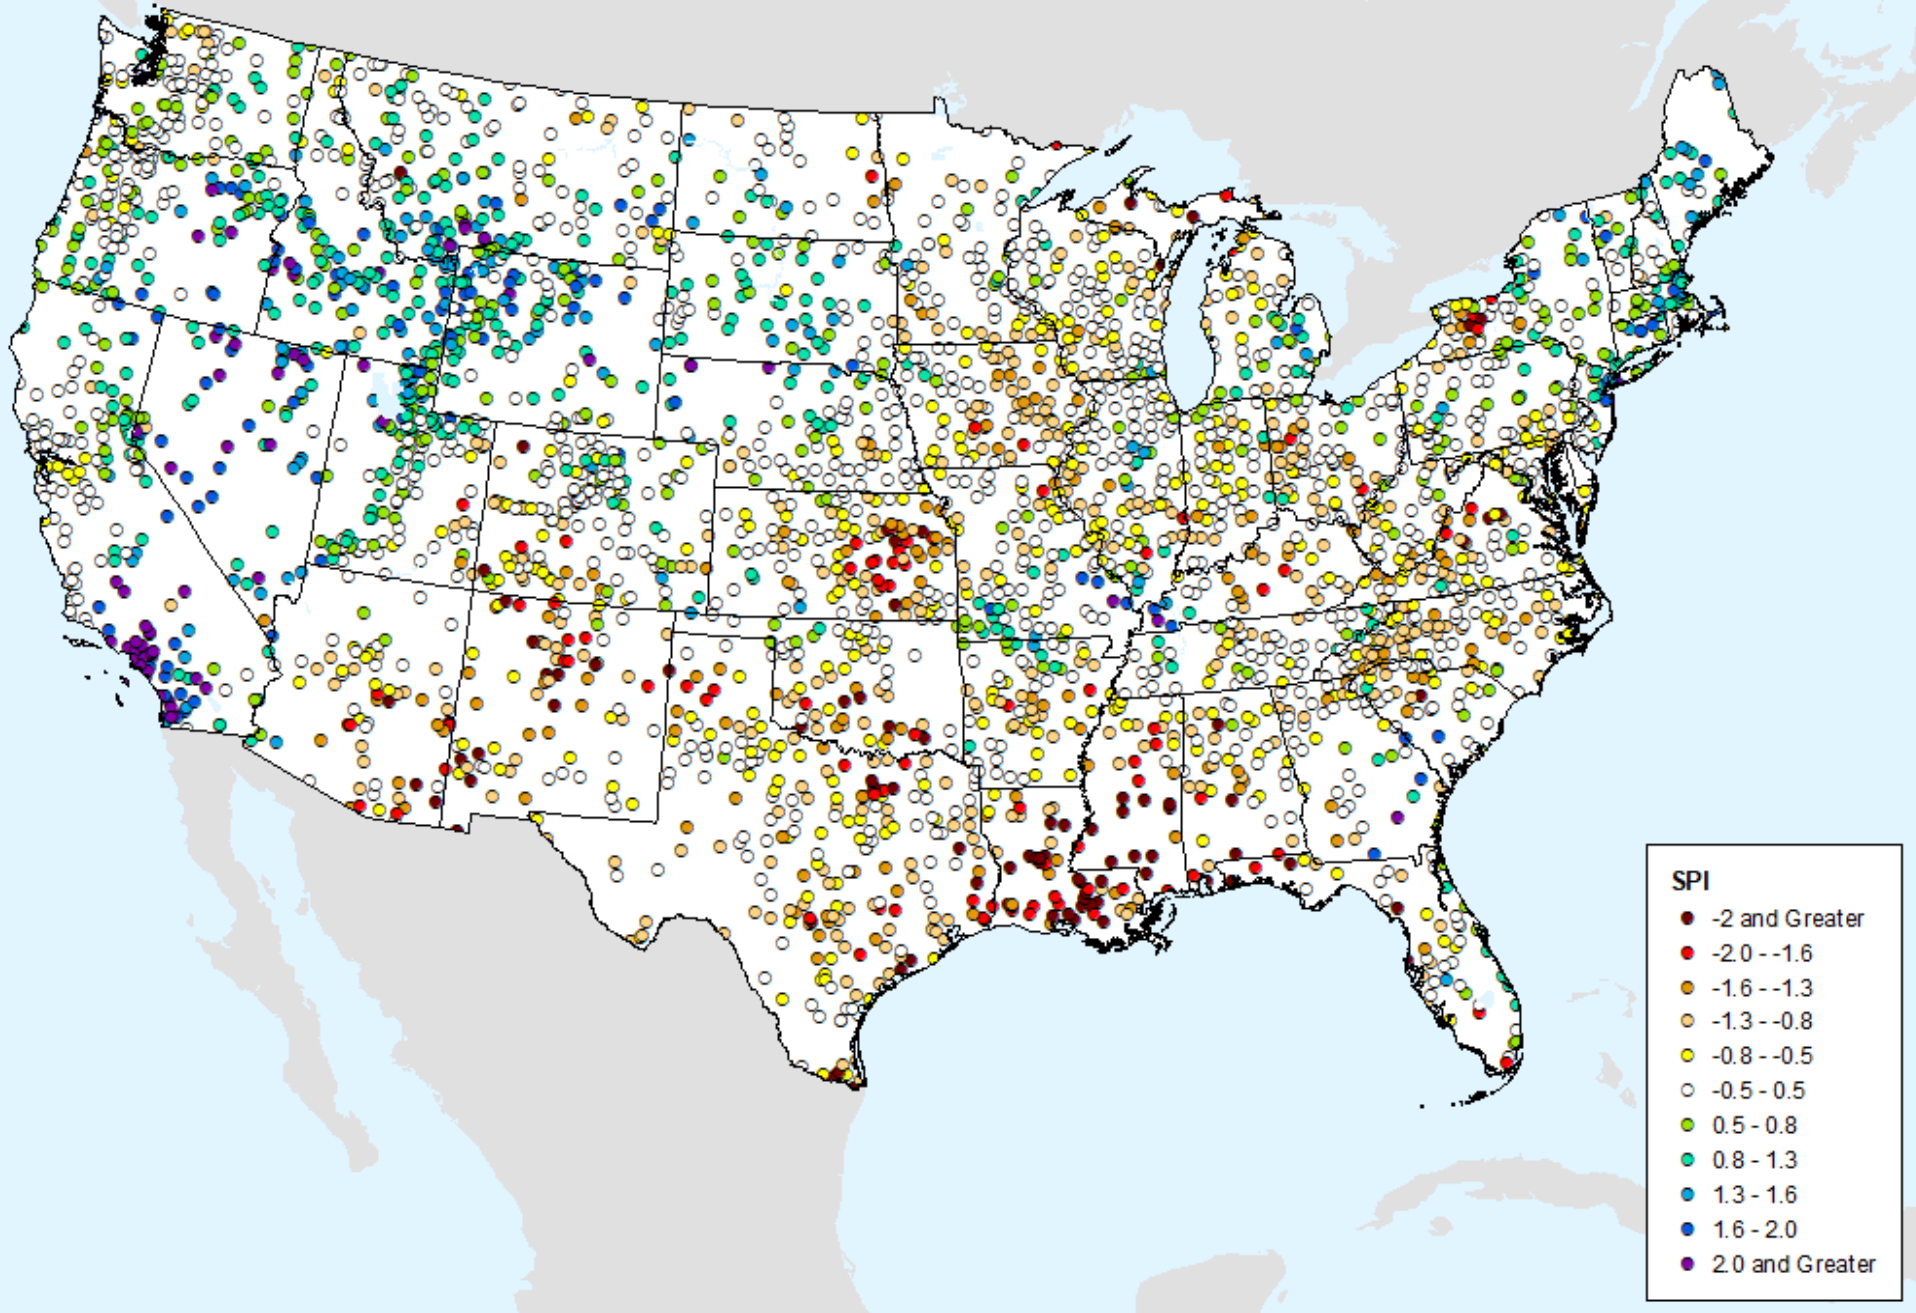 SPI
-2 and Greater
-2.0 - -1.6
-1.6 - -1.3
-1.3 - -0.8
-0.8 - -0.5
-0.5 - 0.5
0.5 - 0.8
0.8 - 1.3
1.3 - 1.6
1.6 - 2.0
2.0 and Greater